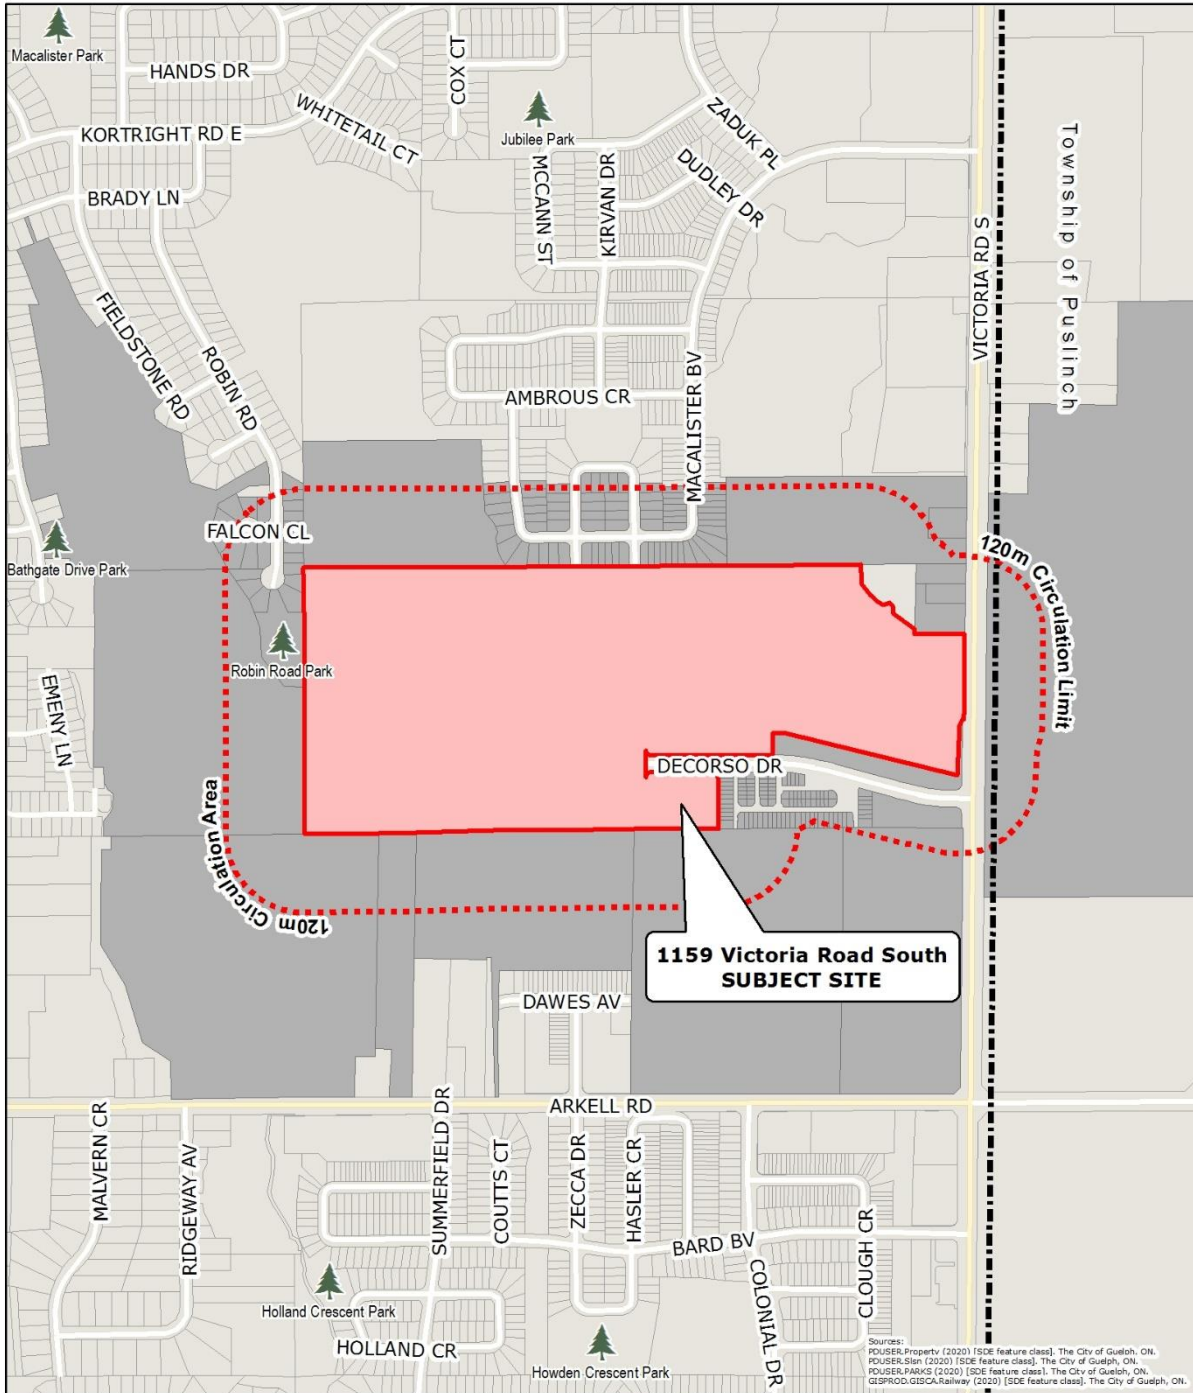 Macalister Park
HANDS DR
COX CT
WHITETAIL CT
KORTRIGHT RD E
Jubilee Park
ZADUK PL
DUDLEY DR
MCCANN ST
KIRVAN DR
BRADY LN
Township of Puslinch
VICTORIA RD S
FIELDSTONE RD
ROBIN RD
MACALISTER BV
AMBROUS CR
FALCON CL
Bathgate Drive Park
120m Circulation Limit
Robin Road Park
EMENY LN
DECORSO DR
120m Circulation Area
1159 Victoria Road South
SUBJECT SITE
DAWES AV
ARKELL RD
MALVERN CR
RIDGEWAY AV
SUMMERFIELD DR
COUTTS CT
ZECCA DR
HASLER CR
BARD BV
COLONIAL DR
CLOUGH CR
Holland Crescent Park
HOLLAND CR
Howden Crescent Park
Sources:
PDUSER.Property (2020) [SDE feature class]. The City of Guelph, ON.
PDUSER.Slsn (2020) [SDE feature class]. The City of Guelph, ON.
PDUSER.PARKS (2020) [SDE feature class]. The City of Guelph, ON.
GISPROD.GISCA.Railway (2020) [SDE feature class]. The City of Guelph, ON.